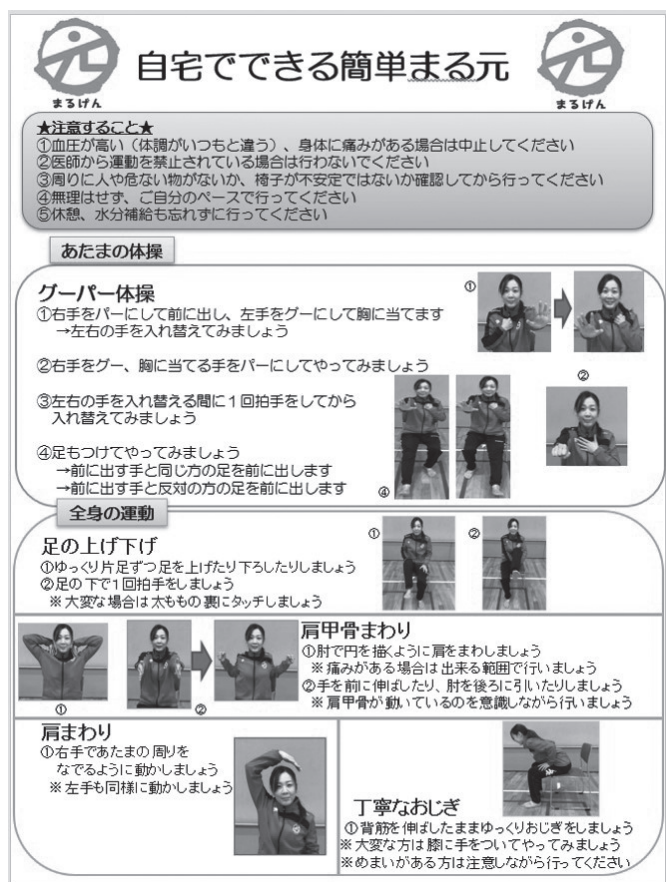 元
まるげん
自宅でできる簡単まる元
元
まるげん
★注意すること★
①血圧が高い（体調がいつもと違う）、身体に痛みがある場合は中止してください
②医師から運動を禁止されている場合は行わないでください
③周りに人や危ない物がないか、椅子が不安定ではないか確認してから行ってください
④無理はせず、ご自分のペースで行ってください
⑤休憩、水分補給も忘れずに行ってください
あたまの体操
グーパー体操
①右手をパーにして前に出し、左手をグーにして胸に当てます
→左右の手を入れ替えてみましょう
②右手をグー、胸に当てる手をパーにしてやってみましょう
③左右の手を入れ替える間に１回拍手をしてから
入れ替えてみましょう
④足もつけてやってみましょう
→前に出す手と同じ方の足を前に出します
→前に出す手と反対の方の足を前に出します
①
②
④
全身の運動
足の上げ下げ
①ゆっくり片足ずつ足を上げたり下ろしたりしましょう
②足の下で１回拍手をしましょう
※大変な場合は太ももの裏にタッチしましょう
①
②
①
②
肩甲骨まわり
①肘で円を描くように肩をまわしましょう
※痛みがある場合は出来る範囲で行いましょう
②手を前に伸ばしたり、肘を後ろに引いたりしましょう
※肩甲骨が動いているのを意識しながら行いましょう
肩まわり
①右手であたまの周りを
なでるように動かしましょう
※左手も同様に動かしましょう
丁寧なおじぎ
①背筋を伸ばしたままゆっくりおじぎをしましょう
※大変な方は膝に手をついてやってみましょう
※めまいがある方は注意しながら行ってください